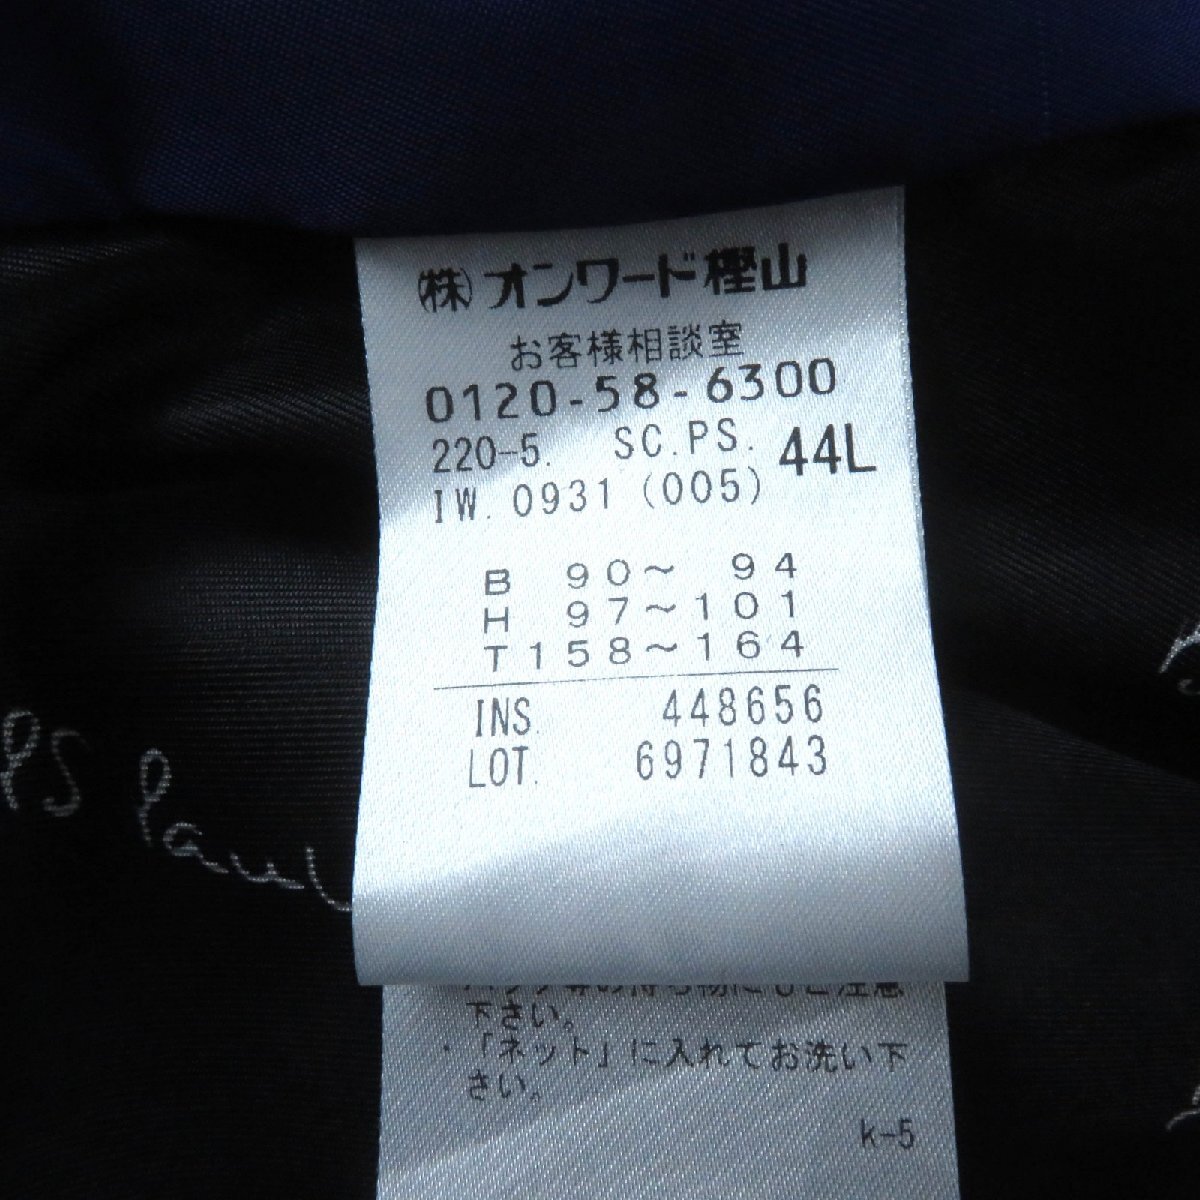 ㈱オンワード樫山
お客様相談室
0120-58-6300
220-5. SC.PS. 44L
IW. 0931 (005)
B 90～ 94
H 97～101
T158～164
INS. 448656
LOT. 6971843
下さい。
・「ネット」に入れてお洗い下
さい。
k-5
PS Paul